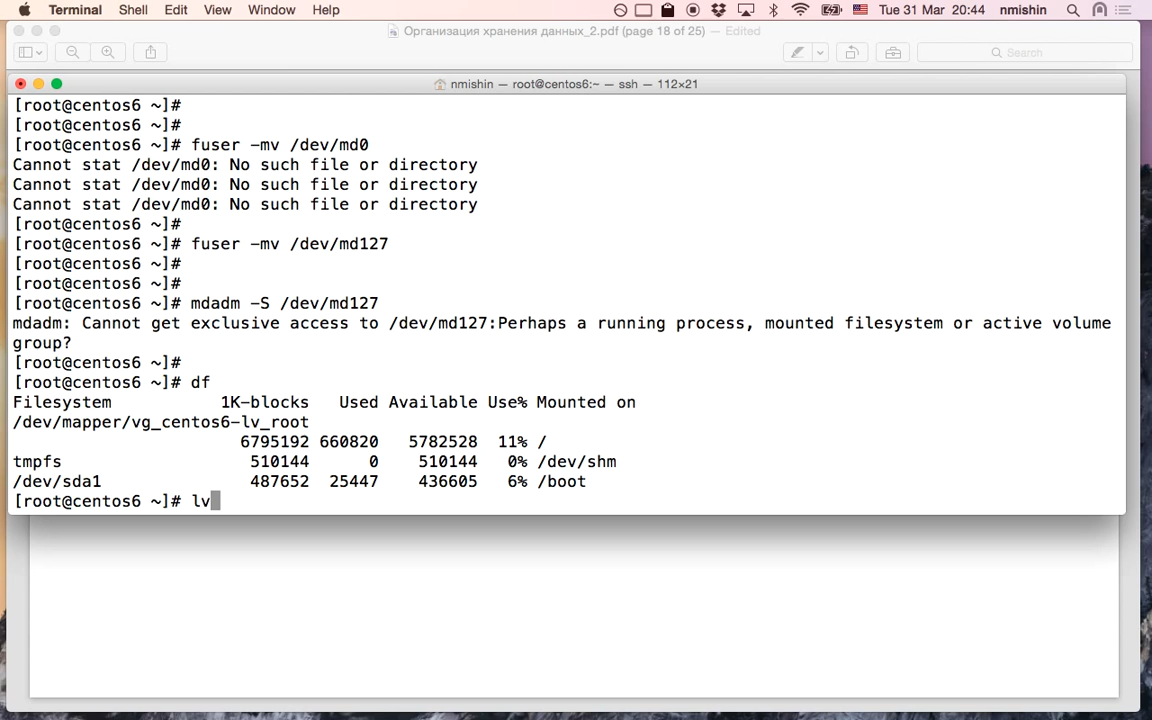 Terminal Shell Edit View Window Help Tue 31 Mar 20:44 nmishin
Организация хранения данных_2.pdf (page 18 of 25) — Edited
Search
nmishin — root@centos6:~ — ssh — 112×21
[root@centos6 ~]#
[root@centos6 ~]#
[root@centos6 ~]# fuser -mv /dev/md0
Cannot stat /dev/md0: No such file or directory
Cannot stat /dev/md0: No such file or directory
Cannot stat /dev/md0: No such file or directory
[root@centos6 ~]#
[root@centos6 ~]# fuser -mv /dev/md127
[root@centos6 ~]#
[root@centos6 ~]#
[root@centos6 ~]# mdadm -S /dev/md127
mdadm: Cannot get exclusive access to /dev/md127:Perhaps a running process, mounted filesystem or active volume
group?
[root@centos6 ~]#
[root@centos6 ~]# df
Filesystem 1K-blocks Used Available Use% Mounted on
/dev/mapper/vg_centos6-lv_root
6795192 660820 5782528 11% /
tmpfs 510144 0 510144 0% /dev/shm
/dev/sda1 487652 25447 436605 6% /boot
[root@centos6 ~]# lv